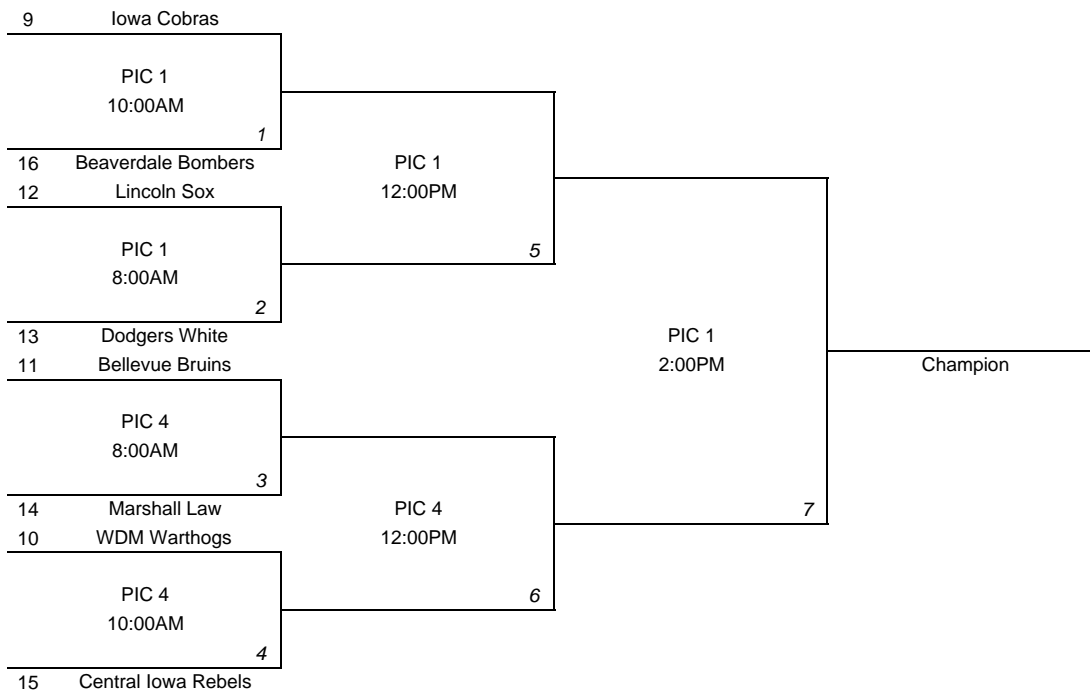 9 Iowa Cobras
PIC 1
10:00AM
1
16 Beaverdale Bombers
PIC 1
12 Lincoln Sox
12:00PM
PIC 1
5
8:00AM
2
13 Dodgers White
PIC 1
11 Bellevue Bruins
2:00PM
Champion
PIC 4
8:00AM
3
14 Marshall Law
PIC 4
7
10 WDM Warthogs
12:00PM
PIC 4
6
10:00AM
4
15 Central Iowa Rebels